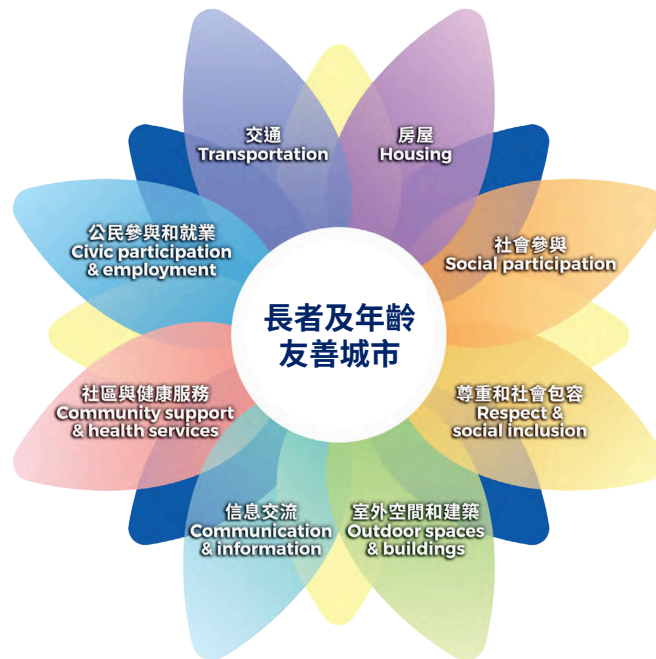 交通
Transportation
房屋
Housing
公民參與和就業
Civic participation
& employment
社會參與
Social participation
長者及年齡
友善城市
社區與健康服務
Community support
& health services
尊重和社會包容
Respect &
social inclusion
信息交流
Communication
& information
室外空間和建築
Outdoor spaces
& buildings